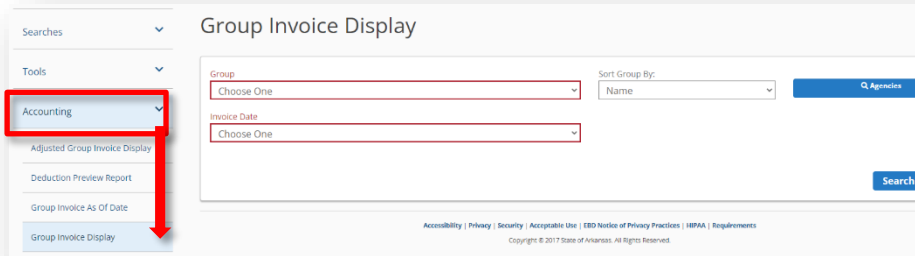 Searches
Tools
Accounting
Adjusted Group Invoice Display
Deduction Preview Report
Group Invoice As Of Date
Group Invoice Display
Group Invoice Display
Group
Choose One
Sort Group By:
Name
Agencies
Invoice Date
Choose One
Search
Accessibility | Privacy | Security | Acceptable Use | EBD Notice of Privacy Practices | HIPAA | Requirements
Copyright © 2017 State of Arkansas. All Rights Reserved.